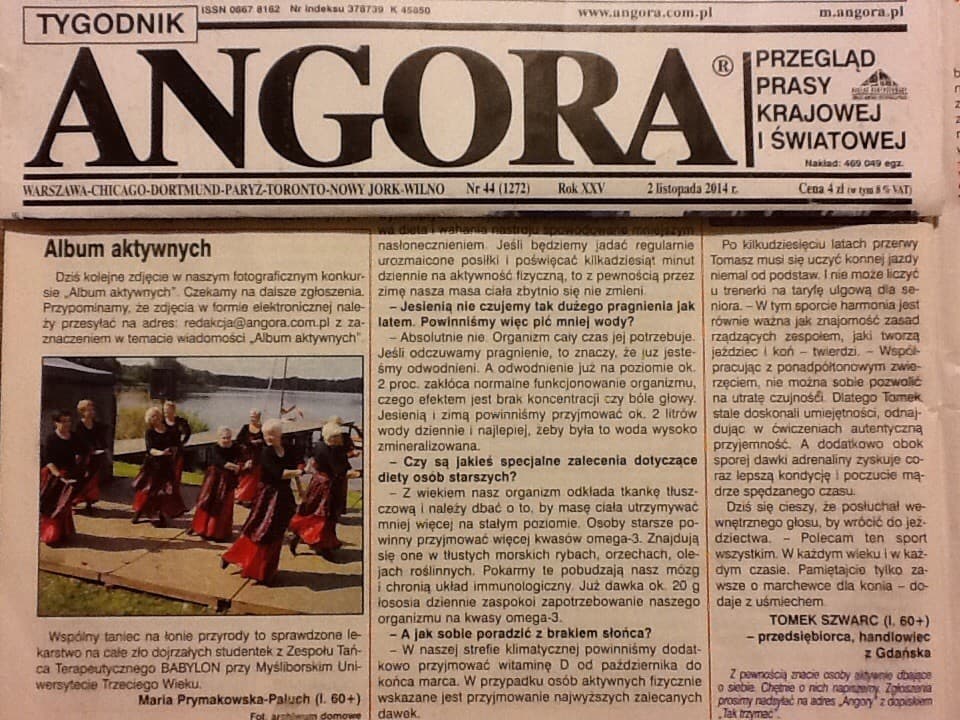 ISSN 0867 8162 Nr indeksu 378739 K 45850
www.angora.com.pl
m.angora.pl
TYGODNIK
ANGORA®
PRZEGLĄD
PRASY
KRAJOWEJ
I ŚWIATOWEJ
Nakład: 469 049 egz.
WARSZAWA-CHICAGO-DORTMUND-PARYŻ-TORONTO-NOWY JORK-WILNO Nr 44 (1272) Rok XXV 2 listopada 2014 r. Cena 4 zł (w tym 8 % VAT)
Album aktywnych
Dziś kolejne zdjęcie w naszym fotograficznym konkur-
sie „Album aktywnych”. Czekamy na dalsze zgłoszenia.
Przypominamy, że zdjęcia w formie elektronicznej nale-
ży przesyłać na adres: redakcja@angora.com.pl z za-
znaczeniem w temacie wiadomości „Album aktywnych”.
Wspólny taniec na łonie przyrody to sprawdzone le-
karstwo na całe zło dojrzałych studentek z Zespołu Tań-
ca Terapeutycznego BABYLON przy Myśliborskim Uni-
wersytecie Trzeciego Wieku.
Maria Prymakowska-Paluch (l. 60+)
Fot. archiwum domowe
wa dieta i wahania nastroju spowodowane mniejszym
nasłonecznieniem. Jeśli będziemy jadać regularnie
urozmaicone posiłki i poświęcać kilkadziesiąt minut
dziennie na aktywność fizyczną, to z pewnością przez
zimę nasza masa ciała zbytnio się nie zmieni.
– Jesienią nie czujemy tak dużego pragnienia jak
latem. Powinniśmy więc pić mniej wody?
– Absolutnie nie. Organizm cały czas jej potrzebuje.
Jeśli odczuwamy pragnienie, to znaczy, że już jeste-
śmy odwodnieni. A odwodnienie już na poziomie ok.
2 proc. zakłóca normalne funkcjonowanie organizmu,
czego efektem jest brak koncentracji czy bóle głowy.
Jesienią i zimą powinniśmy przyjmować ok. 2 litrów
wody dziennie i najlepiej, żeby była to woda wysoko
zmineralizowana.
– Czy są jakieś specjalne zalecenia dotyczące
diety osób starszych?
– Z wiekiem nasz organizm odkłada tkankę tłusz-
czową i należy dbać o to, by masę ciała utrzymywać
mniej więcej na stałym poziomie. Osoby starsze po-
winny przyjmować więcej kwasów omega-3. Znajdują
się one w tłustych morskich rybach, orzechach, ole-
jach roślinnych. Pokarmy te pobudzają nasz mózg
i chronią układ immunologiczny. Już dawka ok. 20 g
łososia dziennie zaspokoi zapotrzebowanie naszego
organizmu na kwasy omega-3.
– A jak sobie poradzić z brakiem słońca?
– W naszej strefie klimatycznej powinniśmy dodat-
kowo przyjmować witaminę D od października do
końca marca. W przypadku osób aktywnych fizycznie
wskazane jest przyjmowanie najwyższych zalecanych
dawek.
Po kilkudziesięciu latach przerwy
Tomasz musi się uczyć konnej jazdy
niemal od podstaw. I nie może liczyć
u trenerki na taryfę ulgową dla se-
niora. – W tym sporcie harmonia jest
równie ważna jak znajomość zasad
rządzących zespołem, jaki tworzą
jeździec i koń – twierdzi. – Współ-
pracując z ponadpółtonowym zwie-
rzęciem, nie można sobie pozwolić
na utratę czujności. Dlatego Tomek
stale doskonali umiejętności, odnaj-
dując w ćwiczeniach autentyczną
przyjemność. A dodatkowo obok
sporej dawki adrenaliny zyskuje co-
raz lepszą kondycję i poczucie mą-
drze spędzanego czasu.
Dziś się cieszy, że posłuchał we-
wnętrznego głosu, by wrócić do jeź-
dziectwa. – Polecam ten sport
wszystkim. W każdym wieku i w każ-
dym czasie. Pamiętajcie tylko za-
wsze o marchewce dla konia – do-
daje z uśmiechem.
TOMEK SZWARC (l. 60+)
– przedsiębiorca, handlowiec
z Gdańska
Z pewnością znacie osoby aktywnie dbające
o siebie. Chętnie o nich napiszemy. Zgłoszenia
prosimy nadsyłać na adres „Angory” z dopiskiem
„Tak trzymać”.